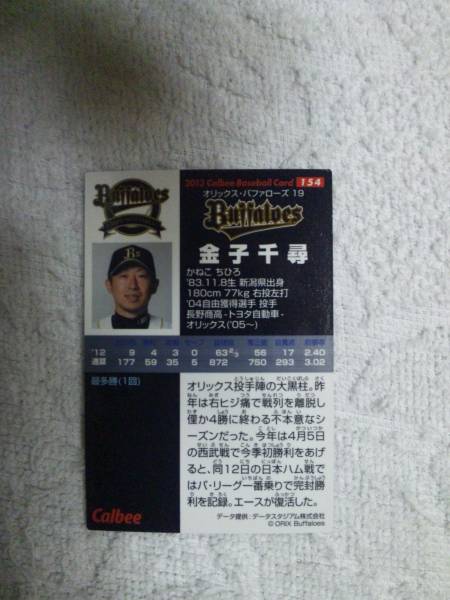 Buffaloes
2013 Calbee Baseball Card 154
オリックス・バファローズ 19
Buffaloes
金子千尋
かねこ ちひろ
'83.11.8生 新潟県出身
180cm 77kg 右投左打
'04自由獲得選手 投手
長野商高-トヨタ自動車-
オリックス('05〜)
'12 9 4 3 0 63 2/3 56 17 2.40
通算 177 59 35 5 872 750 293 3.02
最多勝(1回)
オリックス投手陣の大黒柱。昨
年は右ヒジ痛で戦列を離脱し
僅か4勝に終わる不本意なシ
ーズンだった。今年は4月5日
の西武戦で今季初勝利をあげ
ると、同12日の日本ハム戦で
はパ・リーグ一番乗りで完封勝
利を記録。エースが復活した。
データ提供:データスタジアム株式会社
© ORIX Buffaloes
Calbee